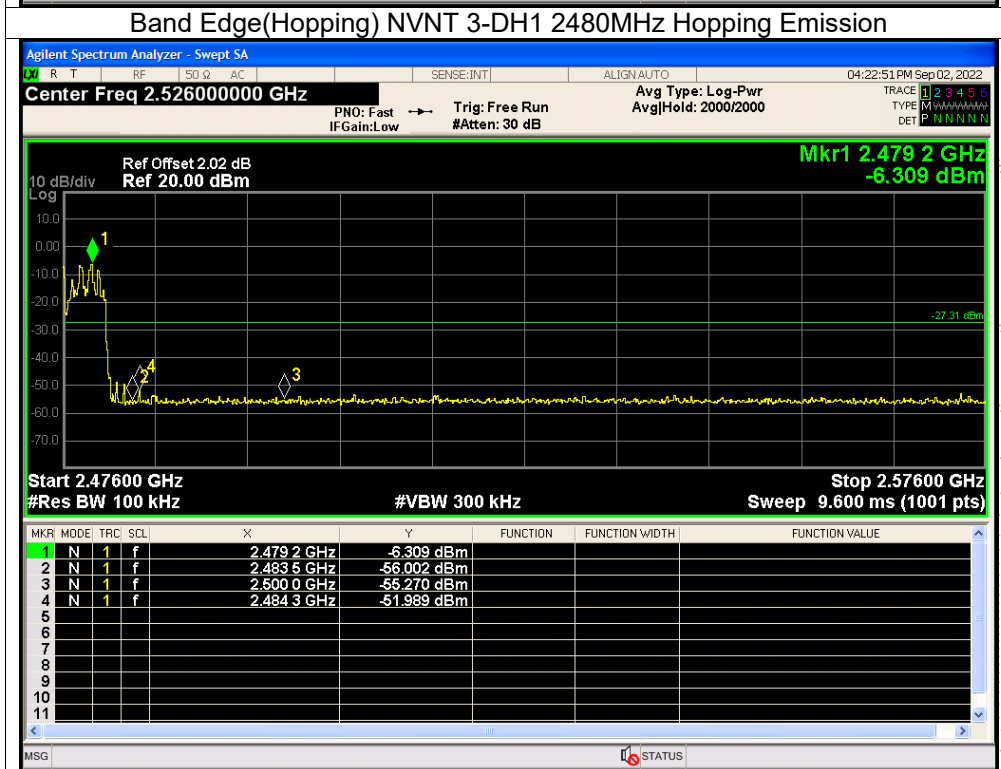 Band Edge(Hopping) NVNT 3-DH1 2480MHz Hopping Emission
Agilent Spectrum Analyzer - Swept SA
LXI R T RF 50 Ω AC SENSE:INT ALIGN AUTO 04:22:51 PM Sep 02, 2022
Center Freq 2.526000000 GHz Avg Type: Log-Pwr TRACE 1 2 3 4 5 6
PNO: Fast Trig: Free Run Avg|Hold: 2000/2000 TYPE M
IFGain:Low #Atten: 30 dB DET P N N N N N
Mkr1 2.479 2 GHz
Ref Offset 2.02 dB
10 dB/div Ref 20.00 dBm -6.309 dBm
Log
10.0
0.00
1
-10.0
-20.0
-27.31 dBm
-30.0
-40.0
4
2 3
-50.0
-60.0
-70.0
Start 2.47600 GHz Stop 2.57600 GHz
#Res BW 100 kHz #VBW 300 kHz Sweep 9.600 ms (1001 pts)
MKR MODE TRC SCL X Y FUNCTION FUNCTION WIDTH FUNCTION VALUE
1 N 1 f 2.479 2 GHz -6.309 dBm
2 N 1 f 2.483 5 GHz -56.002 dBm
3 N 1 f 2.500 0 GHz -55.270 dBm
4 N 1 f 2.484 3 GHz -51.989 dBm
5
6
7
8
9
10
11
MSG STATUS